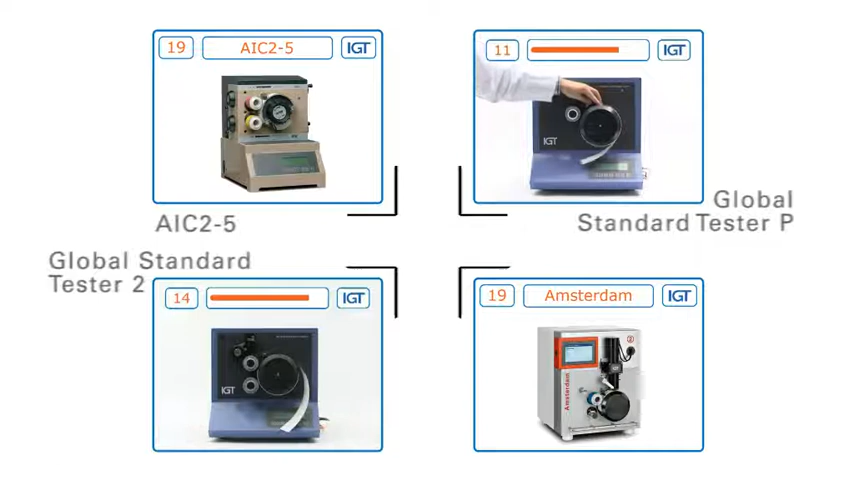 19
AIC2-5
IGT
11
IGT
IGT
AIC2-5
Global
Standard Tester P
Global Standard
Tester 2
14
IGT
IGT
19
Amsterdam
IGT
Amsterdam